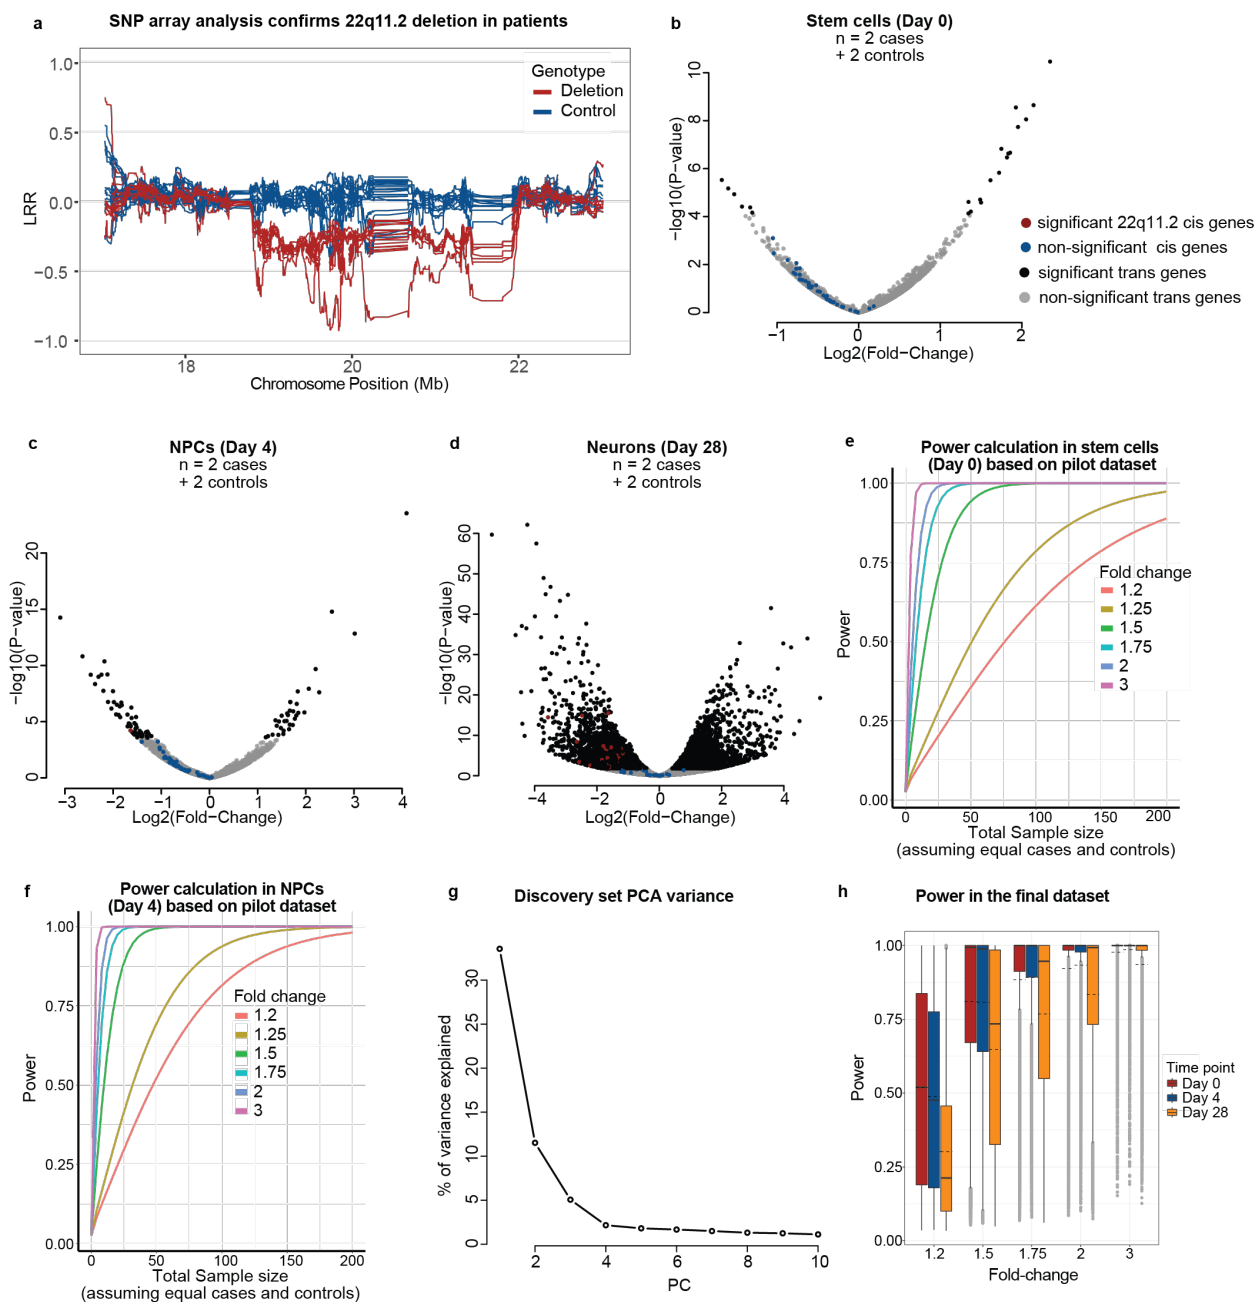 a
SNP array analysis confirms 22q11.2 deletion in patients
1.0
0.5
0.0
−0.5
−1.0
LRR
Genotype
Deletion
Control
18
20
22
Chromosome Position (Mb)
b
Stem cells (Day 0)
n = 2 cases
+ 2 controls
10
8
6
4
2
0
−log10(P−value)
−1
0
1
2
Log2(Fold−Change)
significant 22q11.2 cis genes
non-significant cis genes
significant trans genes
non-significant trans genes
c
NPCs (Day 4)
n = 2 cases
+ 2 controls
20
15
10
5
0
−log10(P−value)
−3
−2
−1
0
1
2
3
4
Log2(Fold−Change)
d
Neurons (Day 28)
n = 2 cases
+ 2 controls
60
50
40
30
20
10
0
−log10(P−value)
−4
−2
0
2
4
Log2(Fold−Change)
e
Power calculation in stem cells
(Day 0) based on pilot dataset
1.00
0.75
0.50
0.25
0.00
Power
Fold change
1.2
1.25
1.5
1.75
2
3
0
50
100
150
200
Total Sample size
(assuming equal cases and controls)
f
Power calculation in NPCs
(Day 4) based on pilot dataset
1.00
0.75
0.50
0.25
0.00
Power
Fold change
1.2
1.25
1.5
1.75
2
3
0
50
100
150
200
Total Sample size
(assuming equal cases and controls)
g
Discovery set PCA variance
30
25
20
15
10
5
0
% of variance explained
2
4
6
8
10
PC
h
Power in the final dataset
1.00
0.75
0.50
0.25
0.00
Power
Time point
Day 0
Day 4
Day 28
1.2
1.5
1.75
2
3
Fold-change